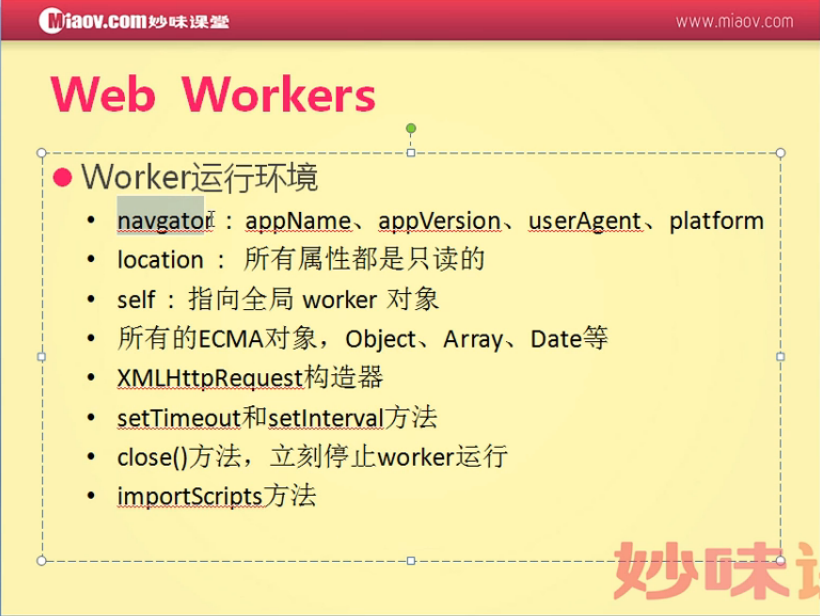 Miaov.com妙味课堂
www.miaov.com
Web Workers
Worker运行环境
navgator : appName、appVersion、userAgent、platform
location : 所有属性都是只读的
self : 指向全局 worker 对象
所有的ECMA对象，Object、Array、Date等
XMLHttpRequest构造器
setTimeout和setInterval方法
close()方法，立刻停止worker运行
importScripts方法
妙味